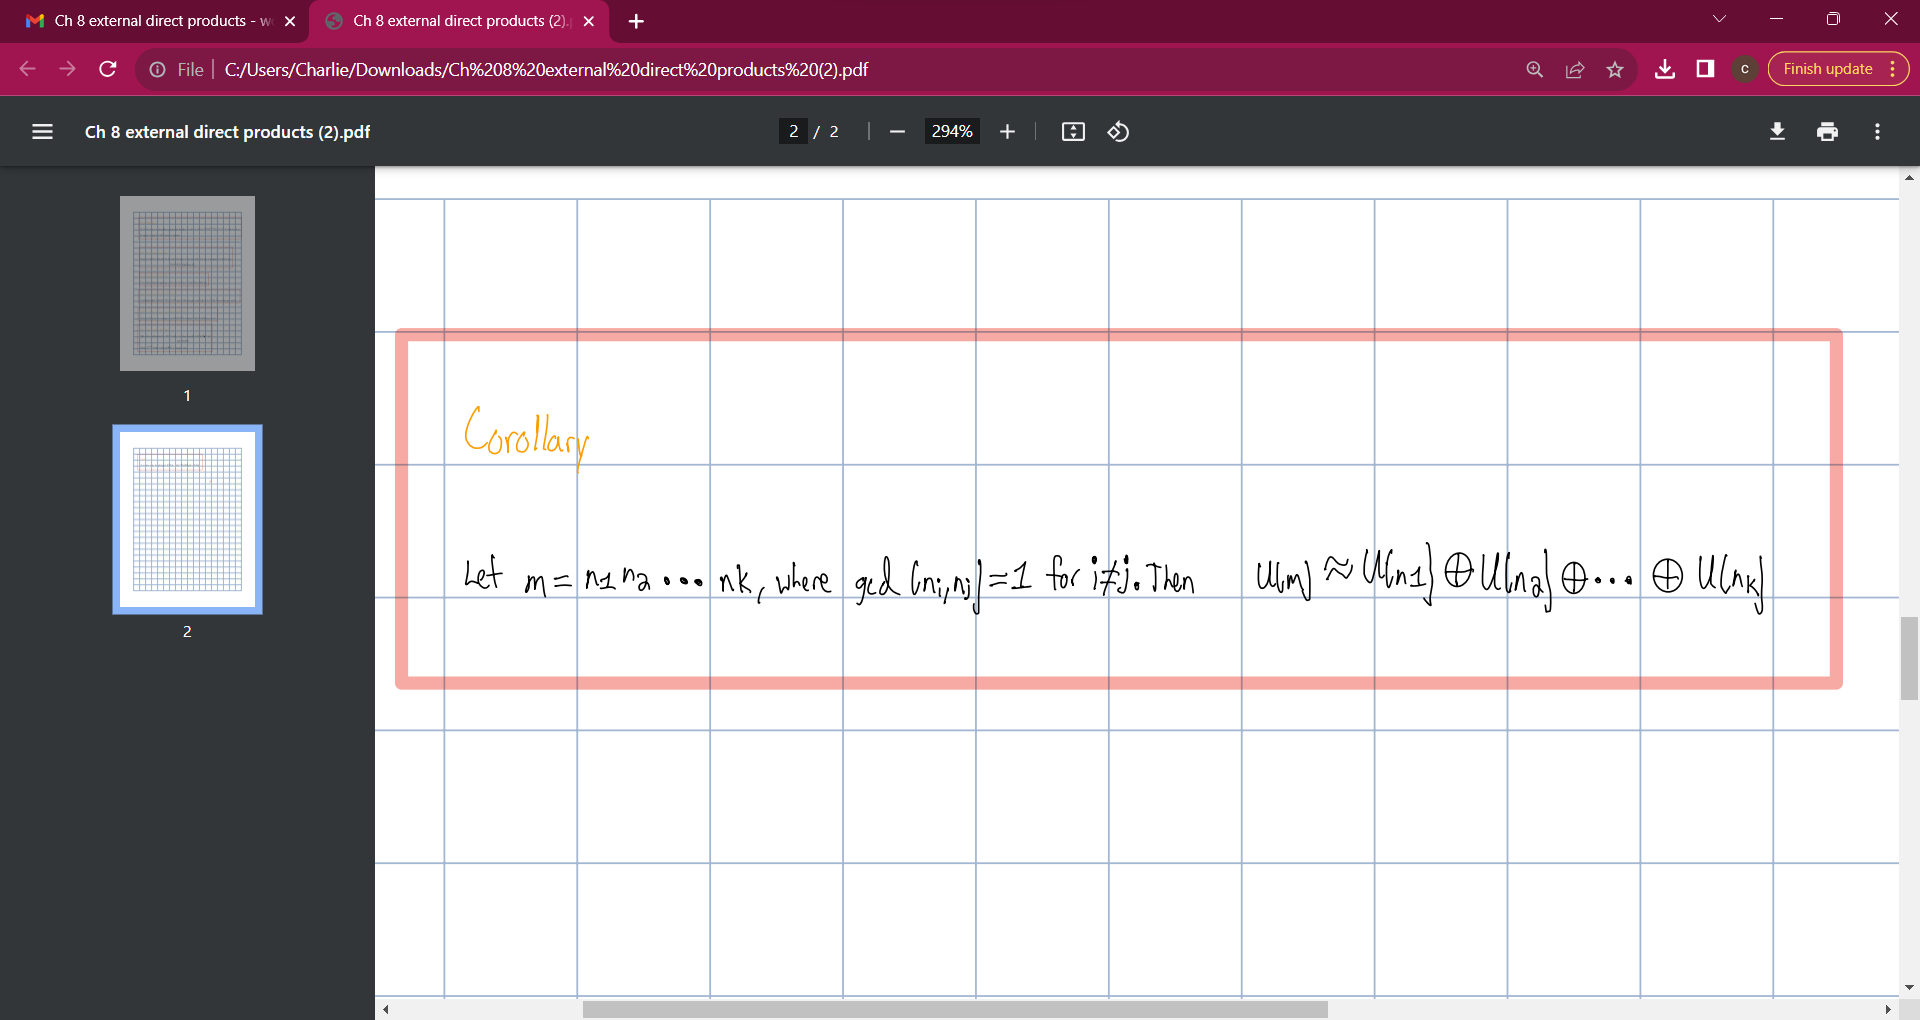 Ch 8 external direct products - w
Ch 8 external direct products (2).
File
C:/Users/Charlie/Downloads/Ch%208%20external%20direct%20products%20(2).pdf
C
Finish update
Ch 8 external direct products (2).pdf
2 / 2
294%
1
2
Corollary
Let m = n1 n2 ••• nk, where gcd (ni, nj) = 1 for i≠j. Then U(m) ≈ U(n1) ⊕ U(n2) ⊕ ... ⊕ U(nk)